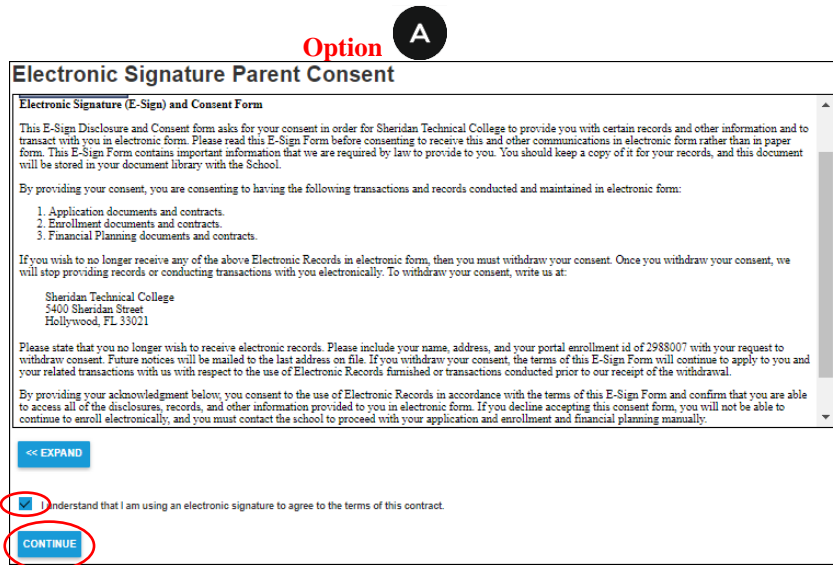 Option A
Electronic Signature Parent Consent
Electronic Signature (E-Sign) and Consent Form
This E-Sign Disclosure and Consent form asks for your consent in order for Sheridan Technical College to provide you with certain records and other information and to
transact with you in electronic form. Please read this E-Sign Form before consenting to receive this and other communications in electronic form rather than in paper
form. This E-Sign Form contains important information that we are required by law to provide to you. You should keep a copy of it for your records, and this document
will be stored in your document library with the School.
By providing your consent, you are consenting to having the following transactions and records conducted and maintained in electronic form:
1. Application documents and contracts.
2. Enrollment documents and contracts.
3. Financial Planning documents and contracts.
If you wish to no longer receive any of the above Electronic Records in electronic form, then you must withdraw your consent. Once you withdraw your consent, we
will stop providing records or conducting transactions with you electronically. To withdraw your consent, write us at:
Sheridan Technical College
5400 Sheridan Street
Hollywood, FL 33021
Please state that you no longer wish to receive electronic records. Please include your name, address, and your portal enrollment id of 2988007 with your request to
withdraw consent. Future notices will be mailed to the last address on file. If you withdraw your consent, the terms of this E-Sign Form will continue to apply to you and
your related transactions with us with respect to the use of Electronic Records furnished or transactions conducted prior to our receipt of the withdrawal.
By providing your acknowledgment below, you consent to the use of Electronic Records in accordance with the terms of this E-Sign Form and confirm that you are able
to access all of the disclosures, records, and other information provided to you in electronic form. If you decline accepting this consent form, you will not be able to
continue to enroll electronically, and you must contact the school to proceed with your application and enrollment and financial planning manually.
<< EXPAND
I understand that I am using an electronic signature to agree to the terms of this contract.
CONTINUE